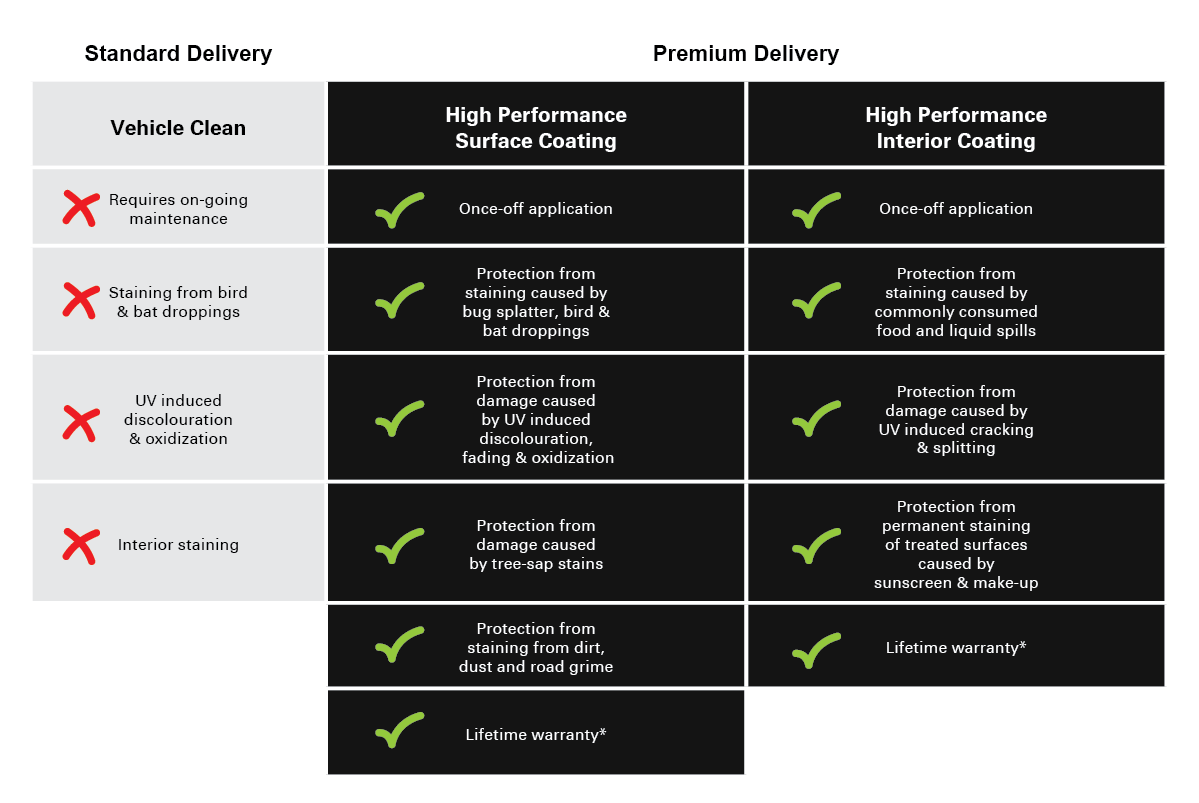 Standard Delivery
Premium Delivery
Vehicle Clean
High Performance
Surface Coating
High Performance
Interior Coating
Requires on-going
maintenance
Once-off application
Once-off application
Staining from bird
& bat droppings
Protection from
staining caused by
bug splatter, bird &
bat droppings
Protection from
staining caused by
commonly consumed
food and liquid spills
UV induced
discolouration
& oxidization
Protection from
damage caused
by UV induced
discolouration,
fading & oxidization
Protection from
damage caused by
UV induced cracking
& splitting
Interior staining
Protection from
damage caused
by tree-sap stains
Protection from
permanent staining
of treated surfaces
caused by
sunscreen & make-up
Protection from
staining from dirt,
dust and road grime
Lifetime warranty*
Lifetime warranty*